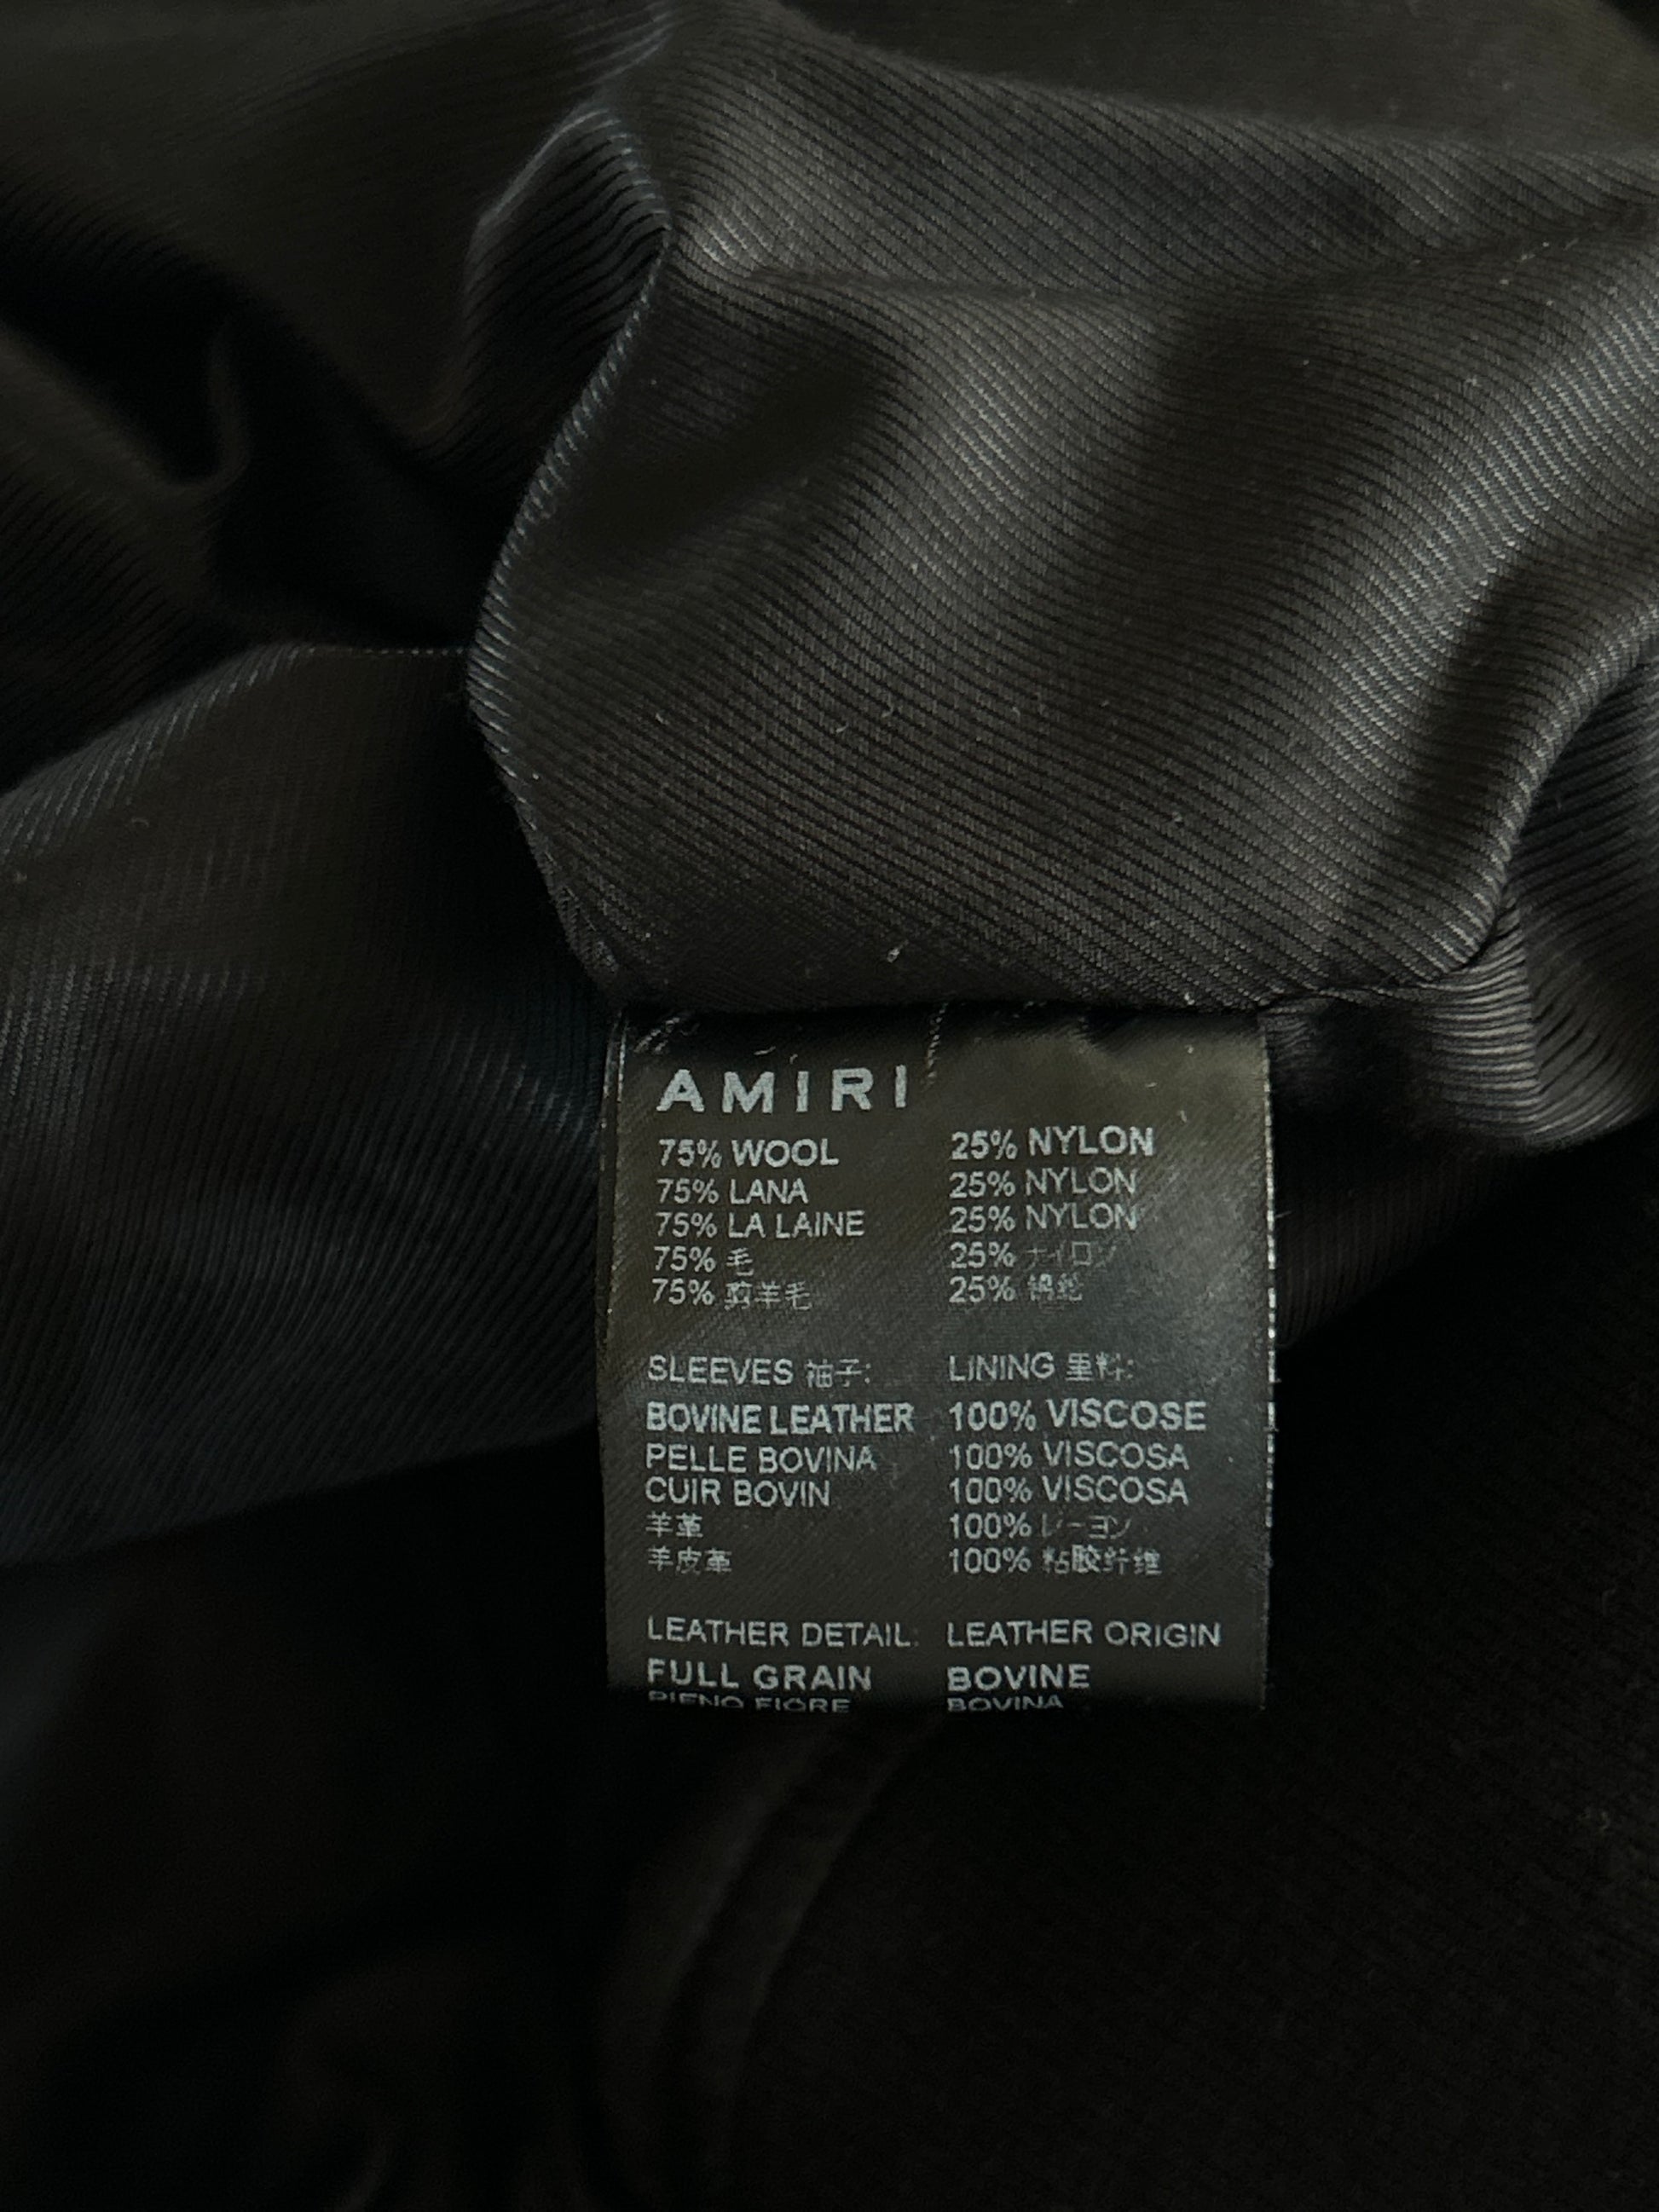 AMIRI
75% WOOL 25% NYLON
75% LANA 25% NYLON
75% LA LAINE 25% NYLON
75% 毛 25% ナイロン
75% 剪羊毛 25% 锦纶
SLEEVES 袖子: LINING 里料:
BOVINE LEATHER 100% VISCOSE
PELLE BOVINA 100% VISCOSA
CUIR BOVIN 100% VISCOSA
羊革 100% レーヨン
羊皮革 100% 粘胶纤维
LEATHER DETAIL: LEATHER ORIGIN
FULL GRAIN BOVINE
PIENO FIORE BOVINA